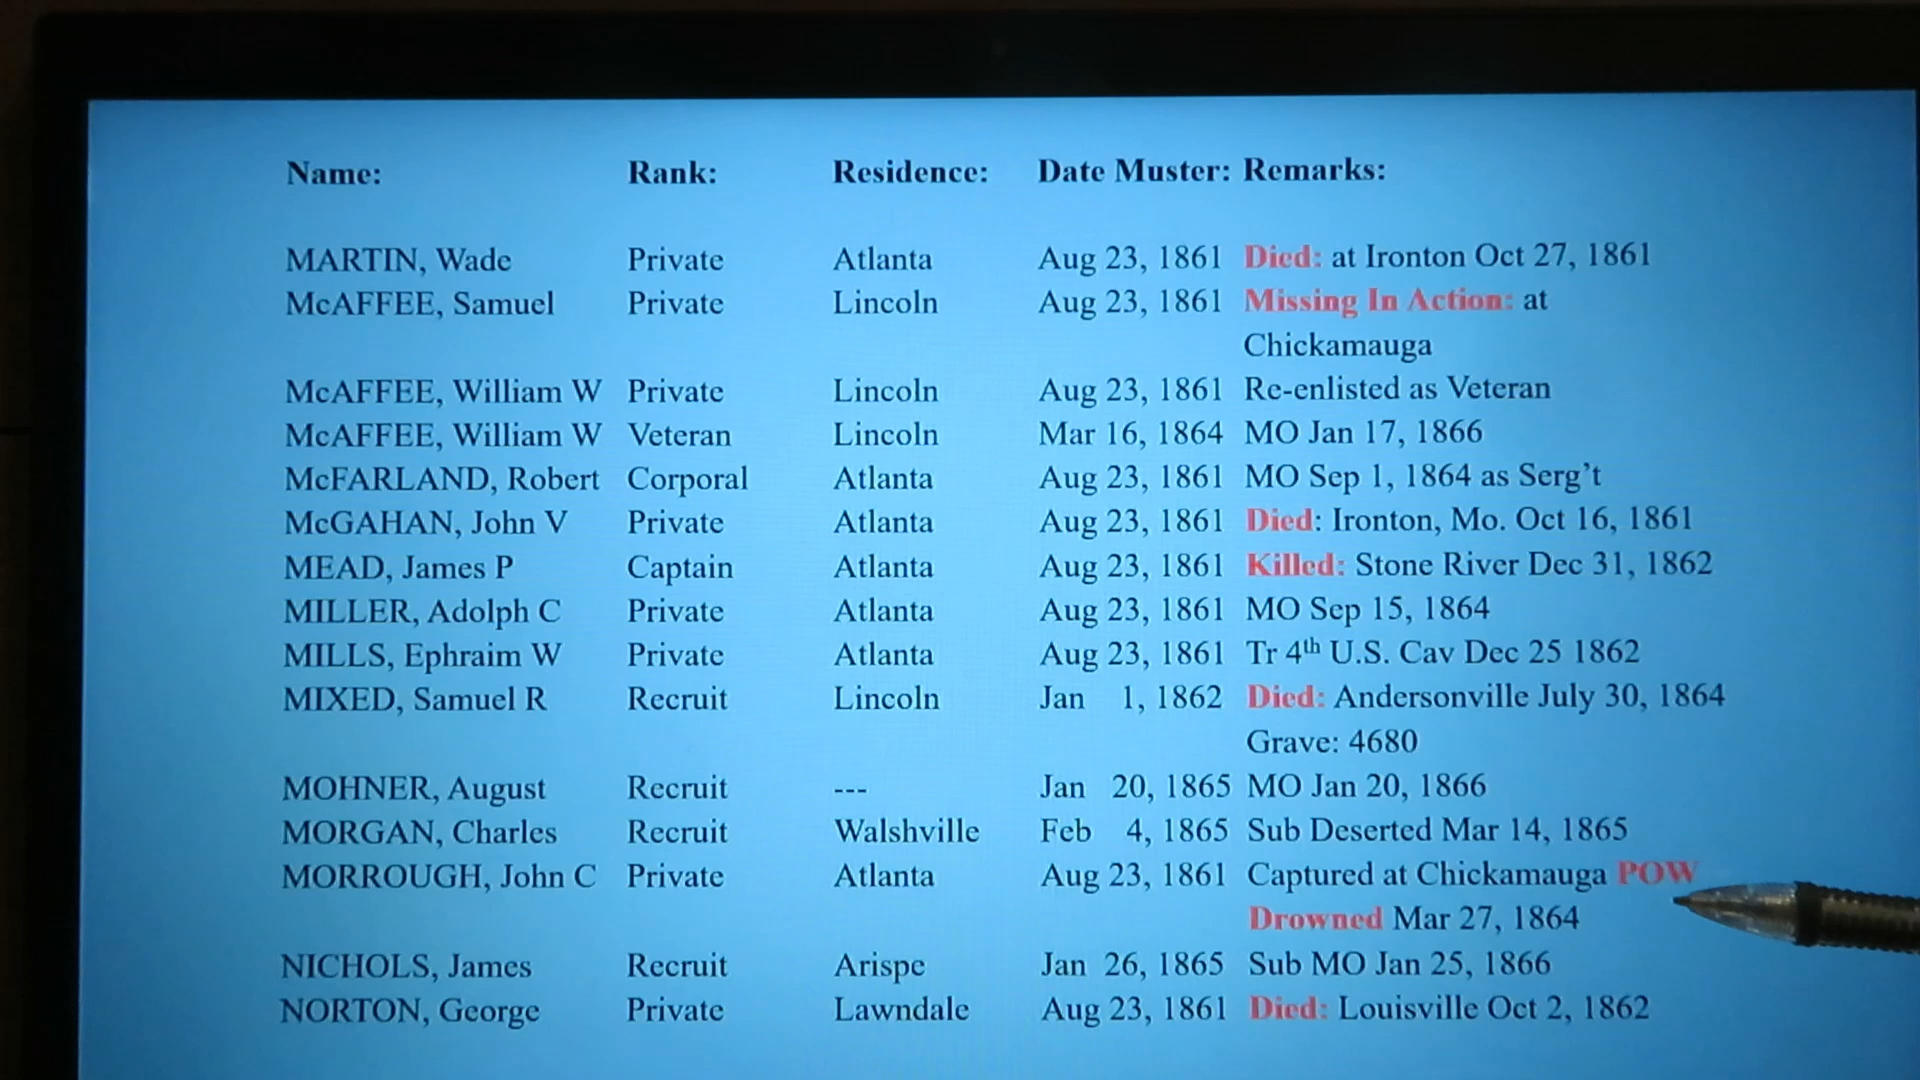 Name: Rank: Residence: Date Muster: Remarks:
MARTIN, Wade Private Atlanta Aug 23, 1861 Died: at Ironton Oct 27, 1861
McAFFEE, Samuel Private Lincoln Aug 23, 1861 Missing In Action: at
Chickamauga
McAFFEE, William W Private Lincoln Aug 23, 1861 Re-enlisted as Veteran
McAFFEE, William W Veteran Lincoln Mar 16, 1864 MO Jan 17, 1866
McFARLAND, Robert Corporal Atlanta Aug 23, 1861 MO Sep 1, 1864 as Serg’t
McGAHAN, John V Private Atlanta Aug 23, 1861 Died: Ironton, Mo. Oct 16, 1861
MEAD, James P Captain Atlanta Aug 23, 1861 Killed: Stone River Dec 31, 1862
MILLER, Adolph C Private Atlanta Aug 23, 1861 MO Sep 15, 1864
MILLS, Ephraim W Private Atlanta Aug 23, 1861 Tr 4th U.S. Cav Dec 25 1862
MIXED, Samuel R Recruit Lincoln Jan 1, 1862 Died: Andersonville July 30, 1864
Grave: 4680
MOHNER, August Recruit --- Jan 20, 1865 MO Jan 20, 1866
MORGAN, Charles Recruit Walshville Feb 4, 1865 Sub Deserted Mar 14, 1865
MORROUGH, John C Private Atlanta Aug 23, 1861 Captured at Chickamauga POW
Drowned Mar 27, 1864
NICHOLS, James Recruit Arispe Jan 26, 1865 Sub MO Jan 25, 1866
NORTON, George Private Lawndale Aug 23, 1861 Died: Louisville Oct 2, 1862